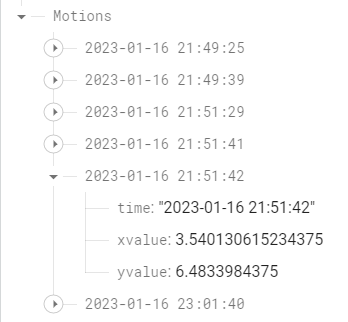 Motions
2023-01-16 21:49:25
2023-01-16 21:49:39
2023-01-16 21:51:29
2023-01-16 21:51:41
2023-01-16 21:51:42
time: "2023-01-16 21:51:42"
xvalue: 3.540130615234375
yvalue: 6.4833984375
2023-01-16 23:01:40